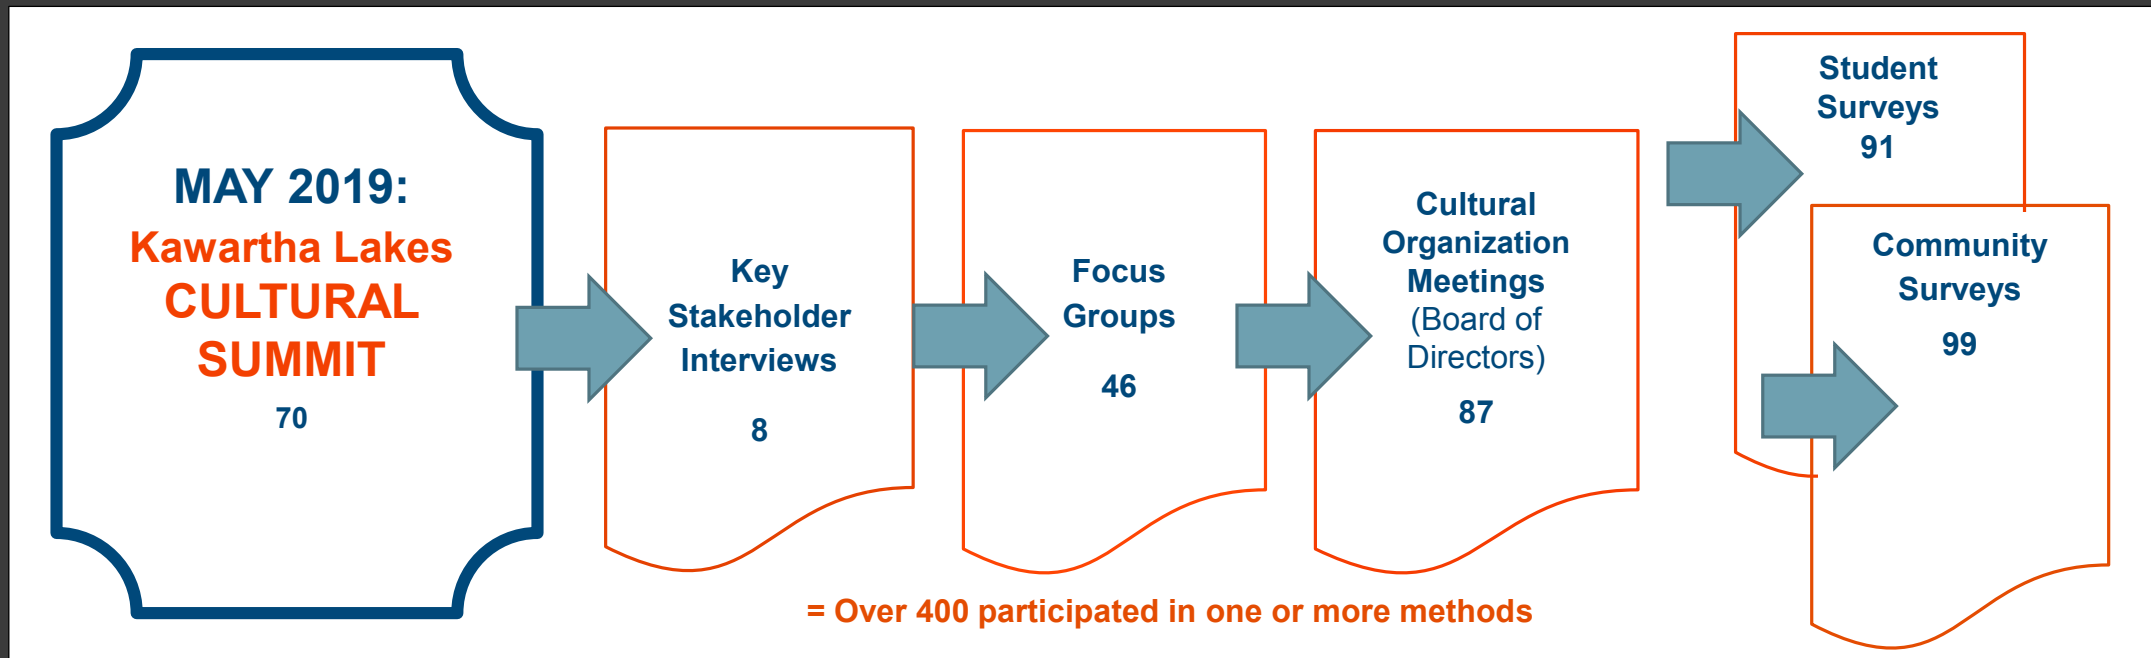 MAY 2019:
Kawartha Lakes
CULTURAL
SUMMIT
70
Key
Stakeholder
Interviews
8
Focus
Groups
46
Cultural
Organization
Meetings
(Board of
Directors)
87
Student
Surveys
91
Community
Surveys
99
= Over 400 participated in one or more methods